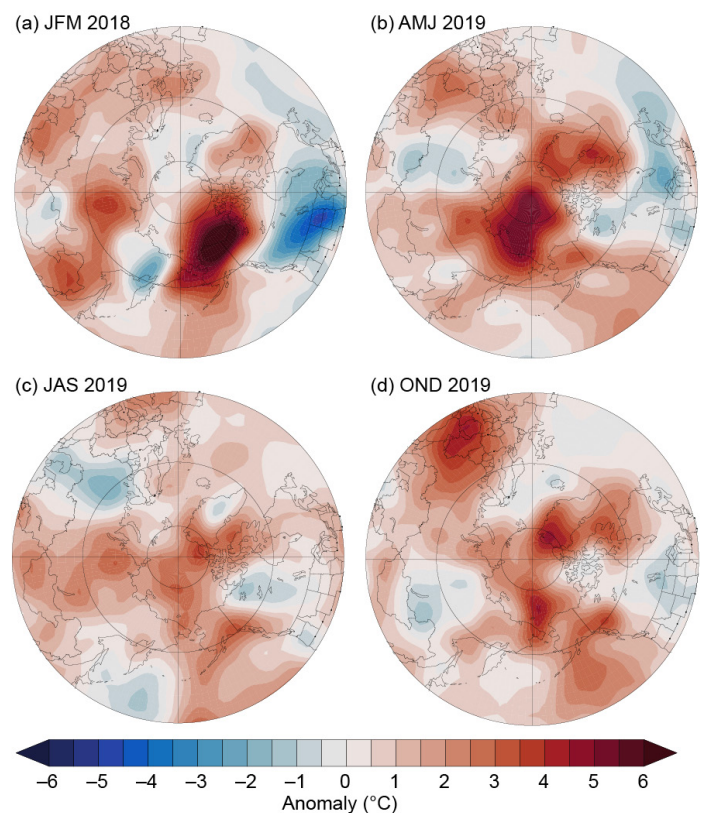 (a) JFM 2018
(b) AMJ 2019
(c) JAS 2019
(d) OND 2019
–6 –5 –4 –3 –2 –1 0 1 2 3 4 5 6
Anomaly (°C)